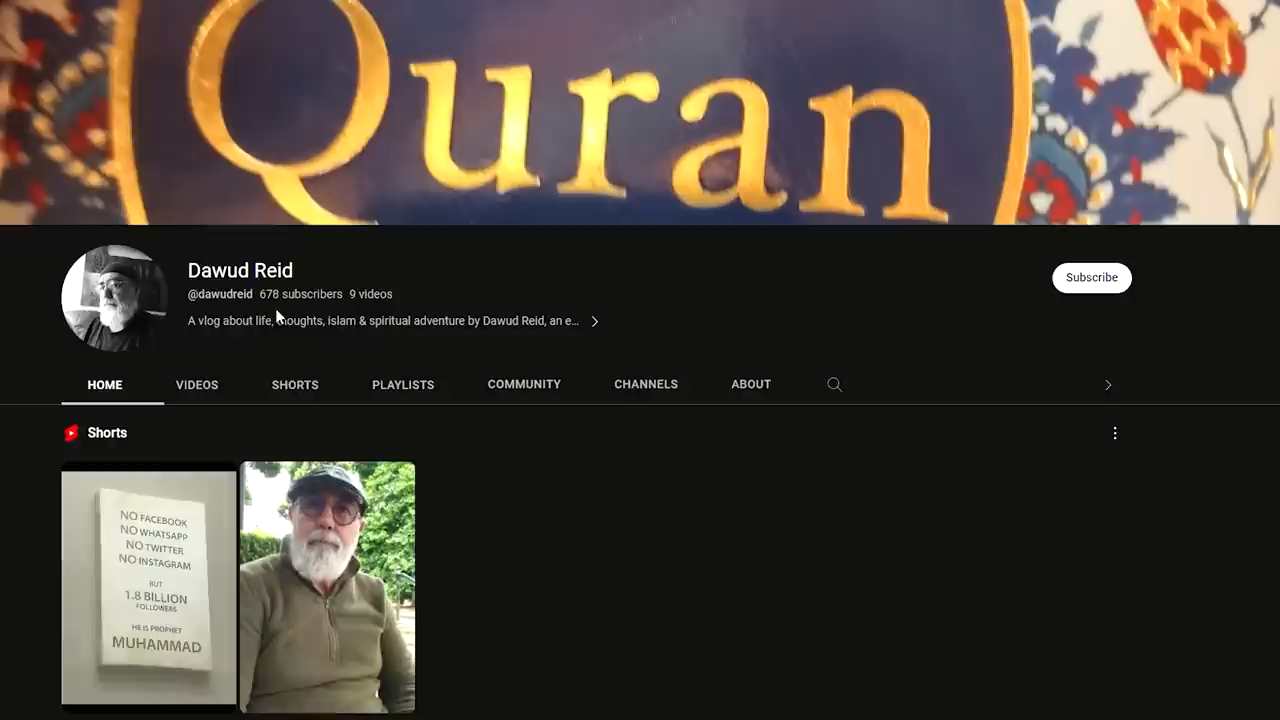 Quran
Dawud Reid
@dawudreid 678 subscribers 9 videos
A vlog about life, thoughts, islam & spiritual adventure by Dawud Reid, an e...
Subscribe
HOME VIDEOS SHORTS PLAYLISTS COMMUNITY CHANNELS ABOUT
Shorts
NO FACEBOOK
NO WHATSAPP
NO TWITTER
NO INSTAGRAM
BUT
1.8 BILLION
FOLLOWERS
HE IS PROPHET
MUHAMMAD